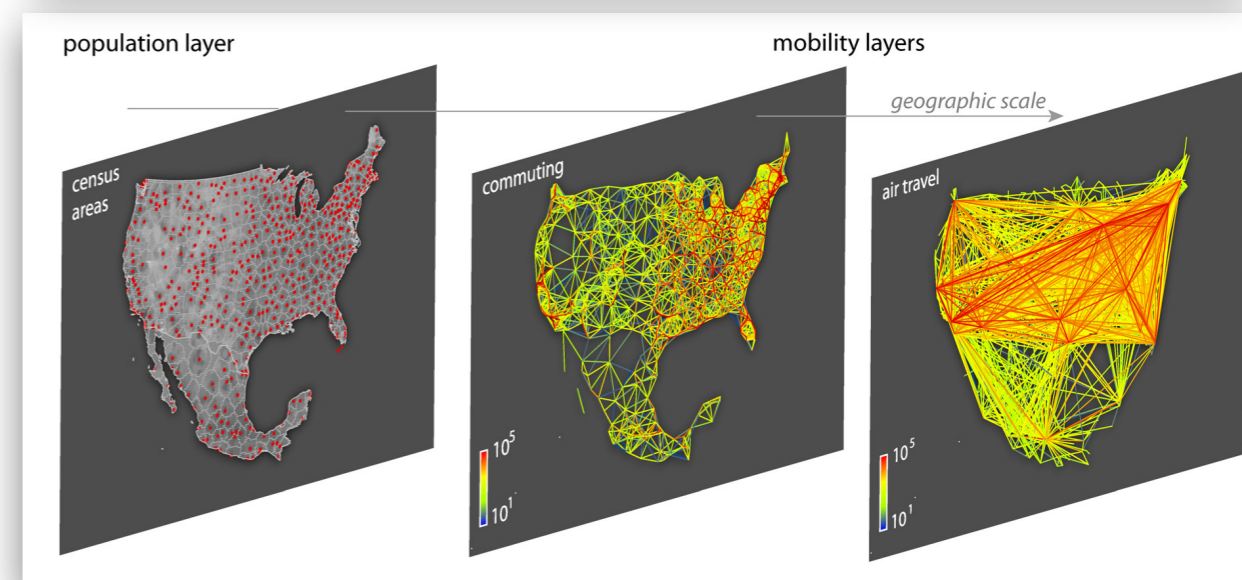 population layer
mobility layers
geographic scale
census
areas
commuting
air travel
10^5
10^1
10^5
10^1